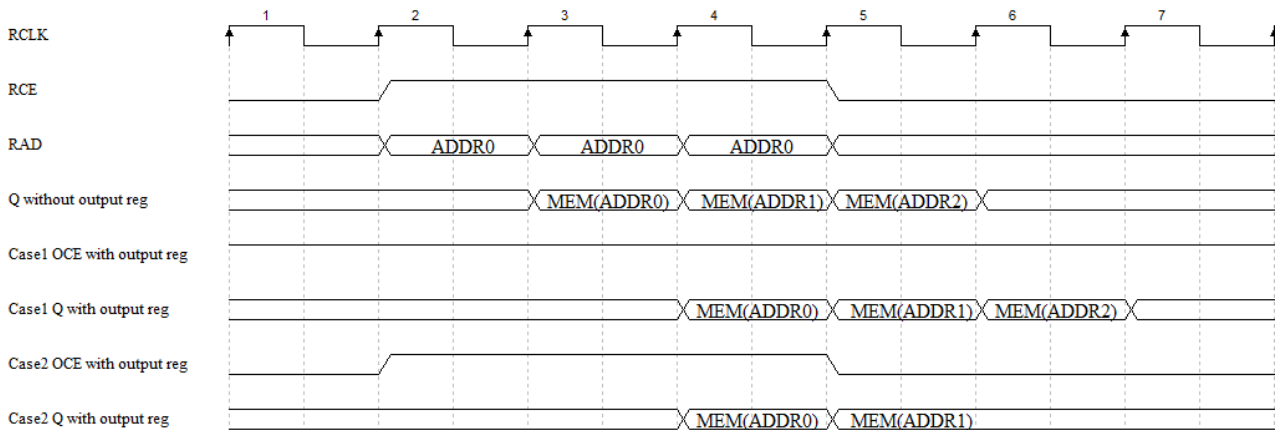 1 2 3 4 5 6 7
RCLK
RCE
RAD ADDR0 ADDR0 ADDR0
Q without output reg MEM(ADDR0) MEM(ADDR1) MEM(ADDR2)
Case1 OCE with output reg
Case1 Q with output reg MEM(ADDR0) MEM(ADDR1) MEM(ADDR2)
Case2 OCE with output reg
Case2 Q with output reg MEM(ADDR0) MEM(ADDR1)